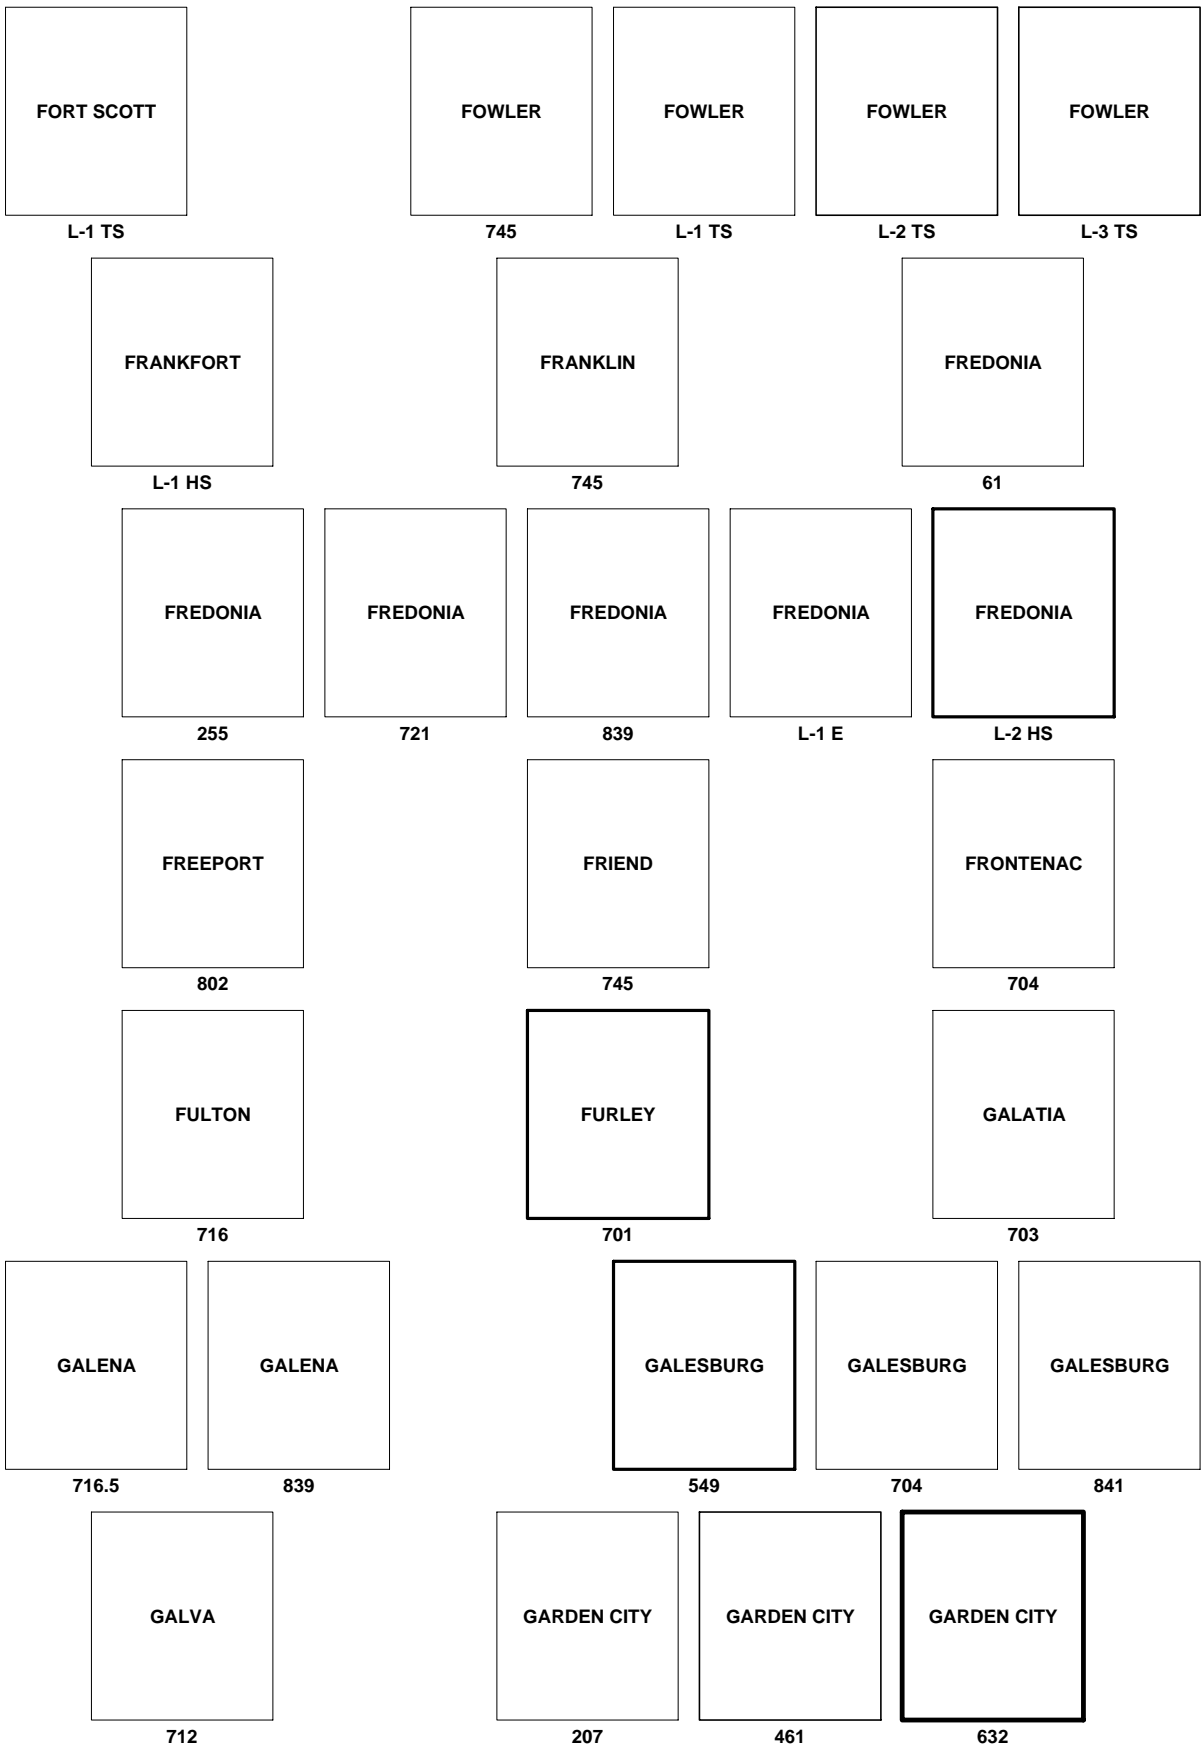 FORT SCOTT FOWLER FOWLER FOWLER FOWLER
L-1 TS 745 L-1 TS L-2 TS L-3 TS
FRANKFORT FRANKLIN FREDONIA
L-1 HS 745 61
FREDONIA FREDONIA FREDONIA FREDONIA FREDONIA
255 721 839 L-1 E L-2 HS
FREEPORT FRIEND FRONTENAC
802 745 704
FULTON FURLEY GALATIA
716 701 703
GALENA GALENA GALESBURG GALESBURG GALESBURG
716.5 839 549 704 841
GALVA GARDEN CITY GARDEN CITY GARDEN CITY
712 207 461 632